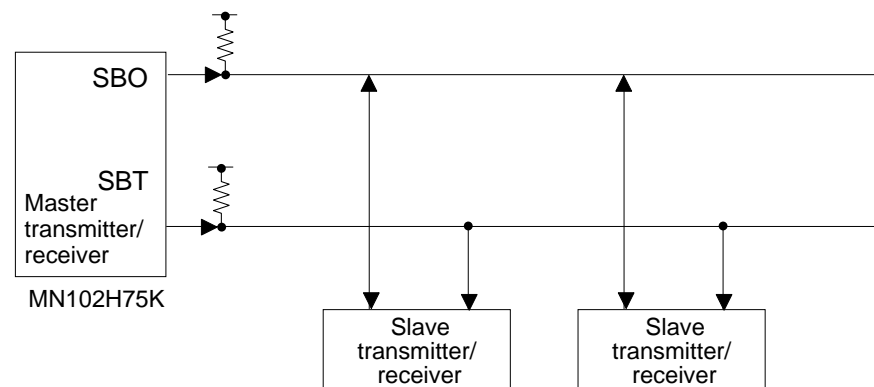 SBO
SBT
Master
transmitter/
receiver
MN102H75K
Slave
transmitter/
receiver
Slave
transmitter/
receiver